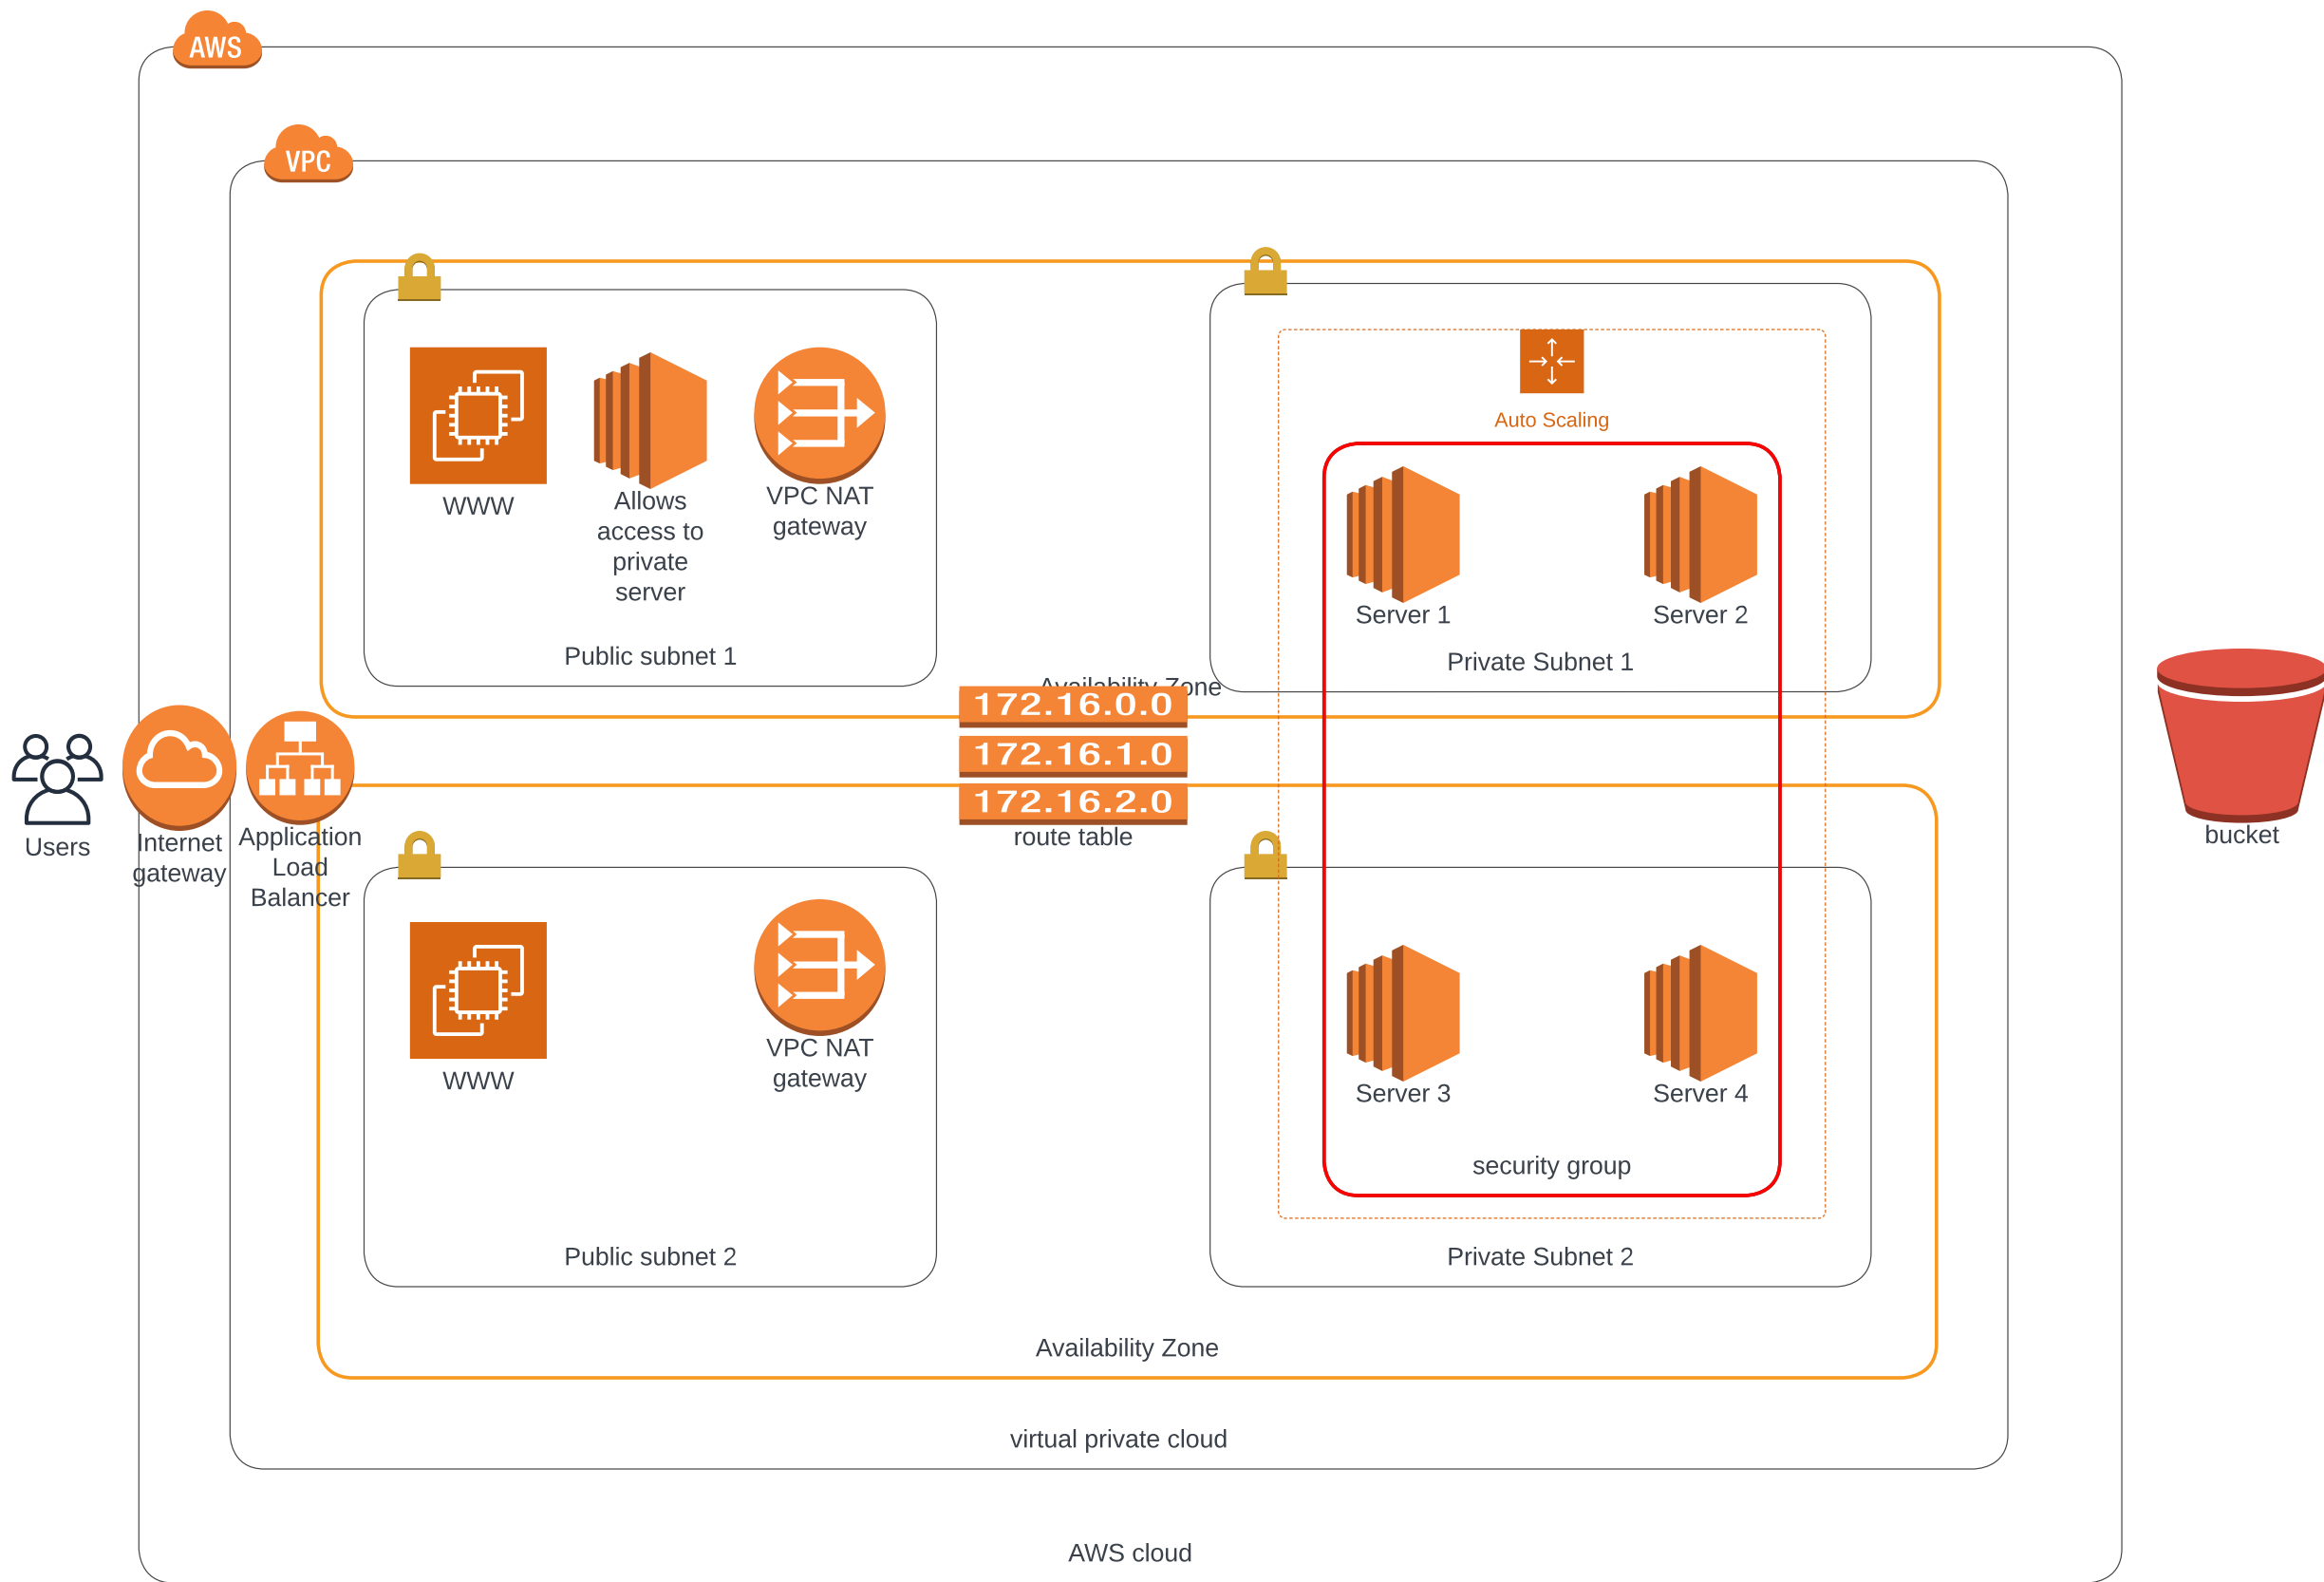 AWS
VPC
Auto Scaling
WWW
Allows
access to
private
server
VPC NAT
gateway
Server 1
Server 2
Public subnet 1
Private Subnet 1
Availability Zone
172.16.0.0
172.16.1.0
172.16.2.0
route table
Users
Internet
gateway
Application
Load
Balancer
bucket
WWW
VPC NAT
gateway
Server 3
Server 4
security group
Public subnet 2
Private Subnet 2
Availability Zone
virtual private cloud
AWS cloud